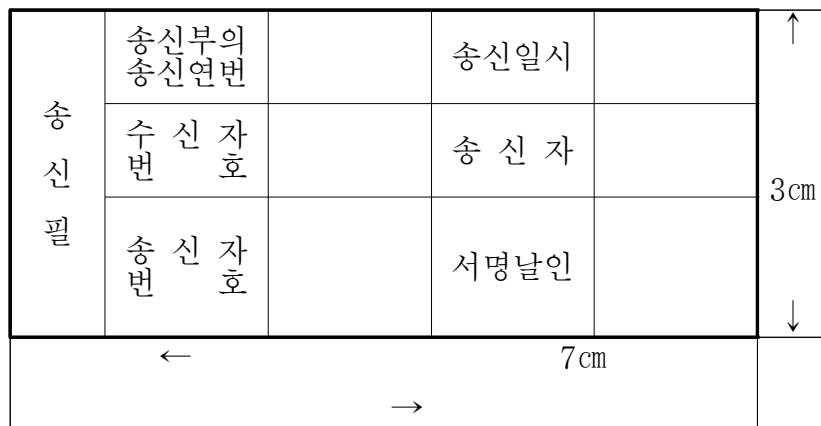 송신필
송신부의
송신연번
송신일시
수 신 자
번 호
송 신 자
송 신 자
번 호
서명날인
↑
3㎝
↓
← 7㎝
→